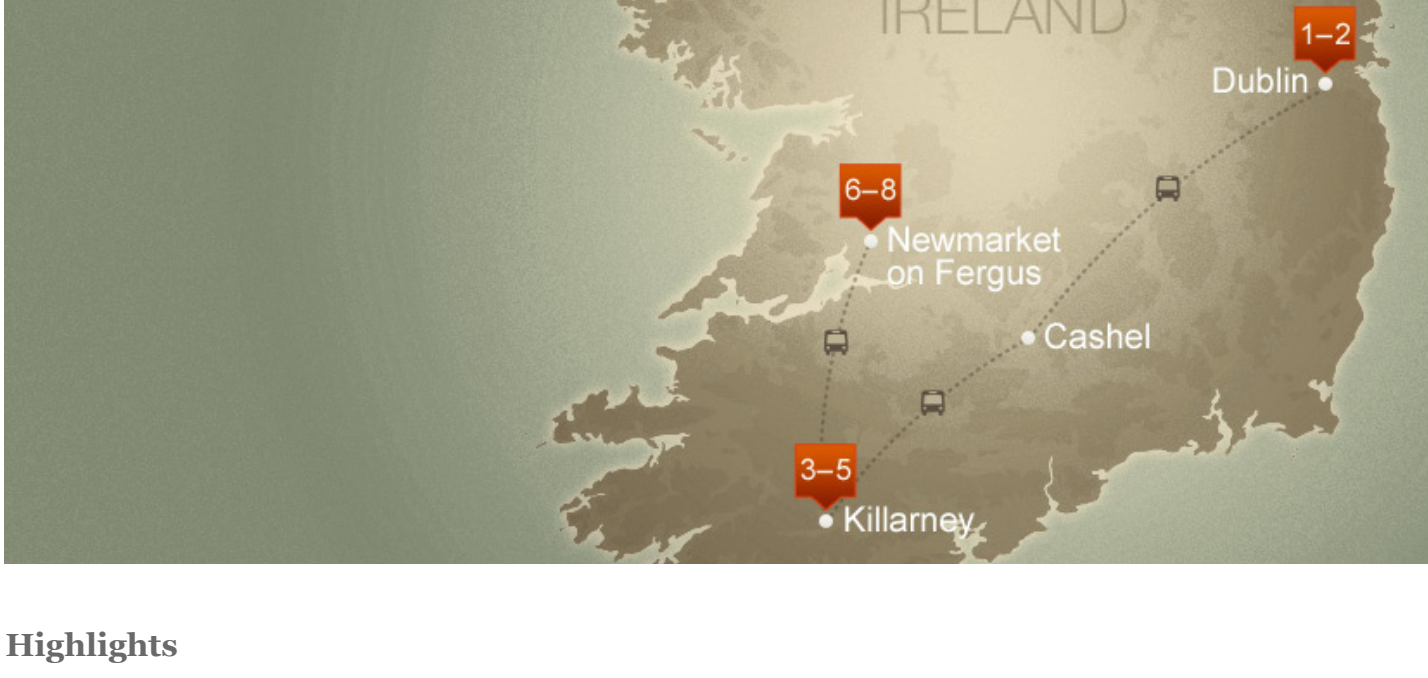 IRELAND
1–2
Dublin
6–8
Newmarket
on Fergus
Cashel
3–5
Killarney
Highlights